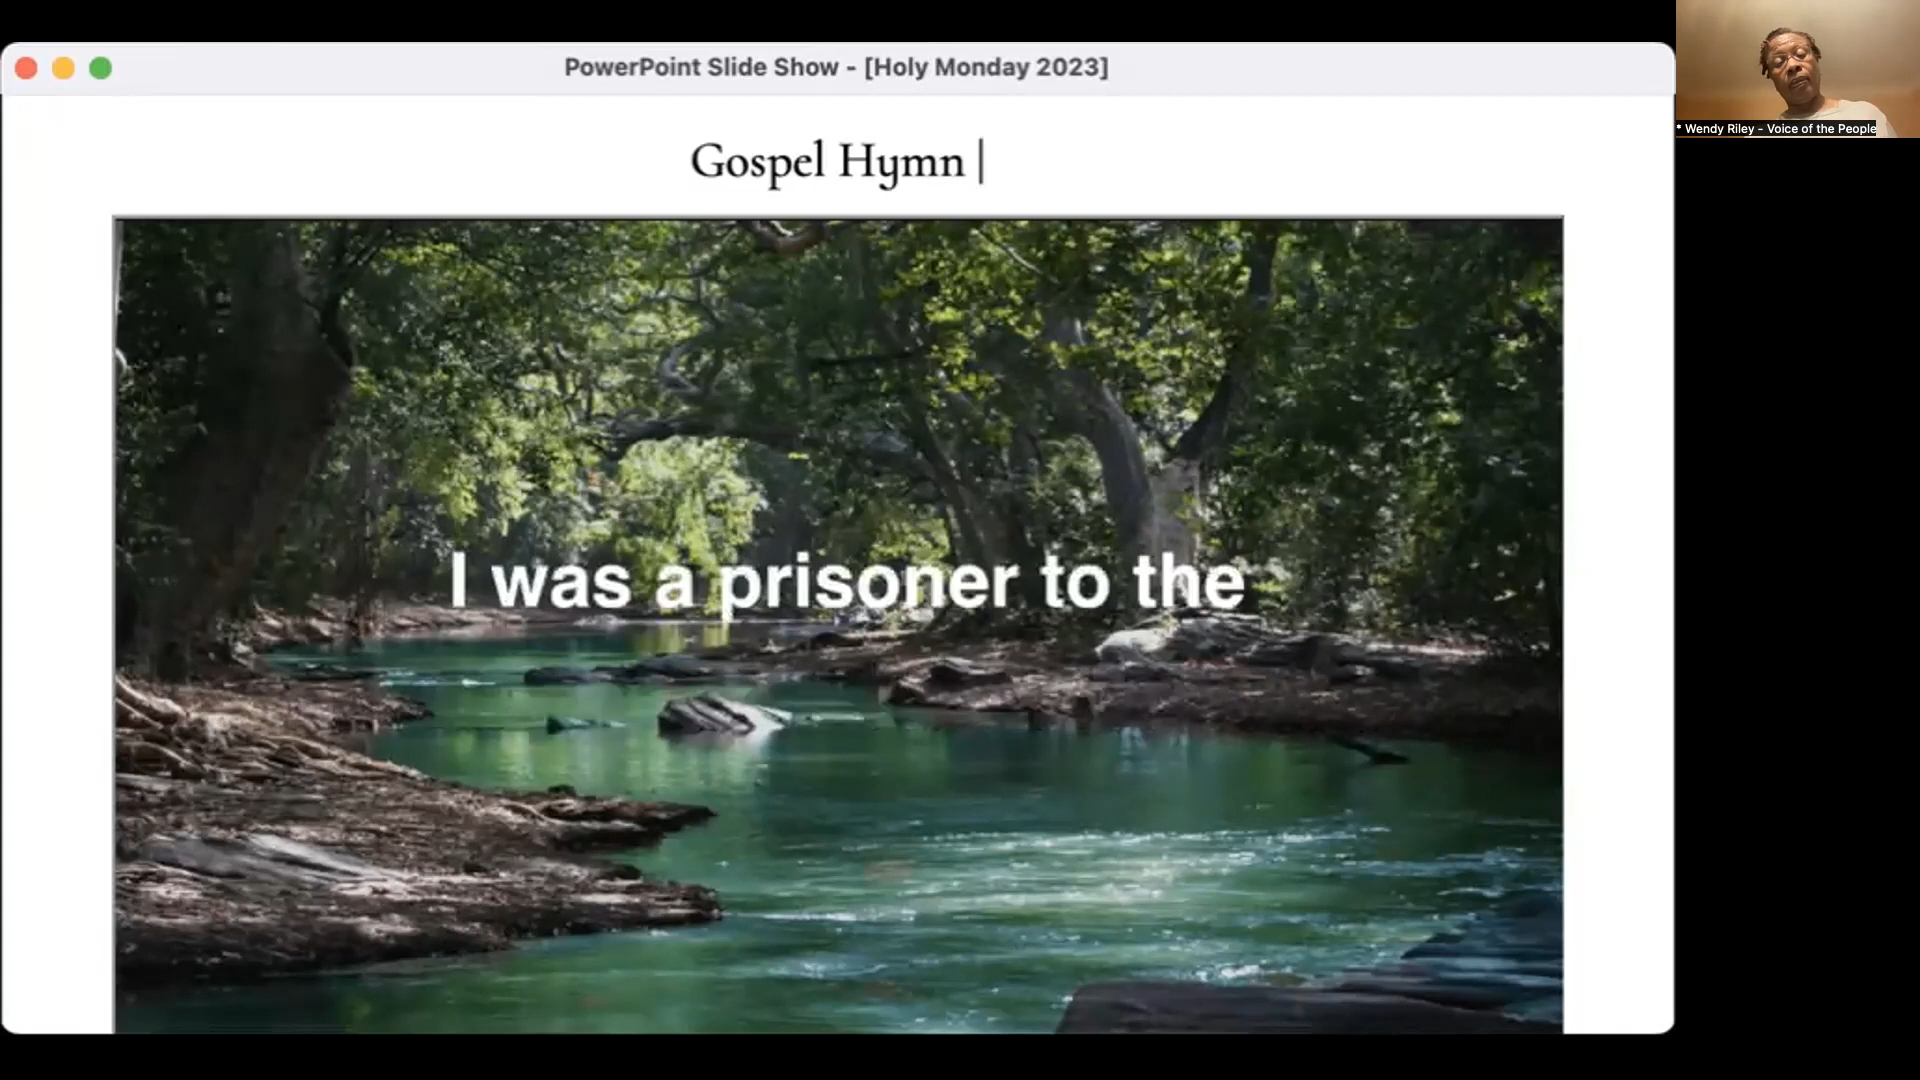 PowerPoint Slide Show - [Holy Monday 2023]
Gospel Hymn |
I was a prisoner to the
* Wendy Riley - Voice of the People